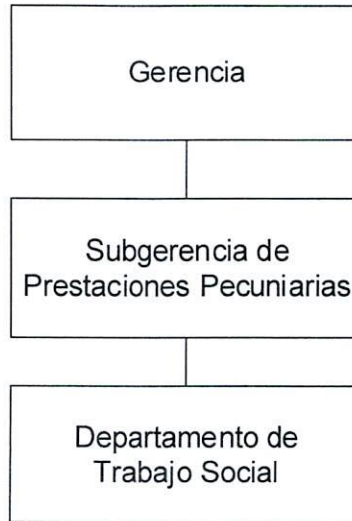 Gerencia
Subgerencia de
Prestaciones Pecuniarias
Departamento de
Trabajo Social